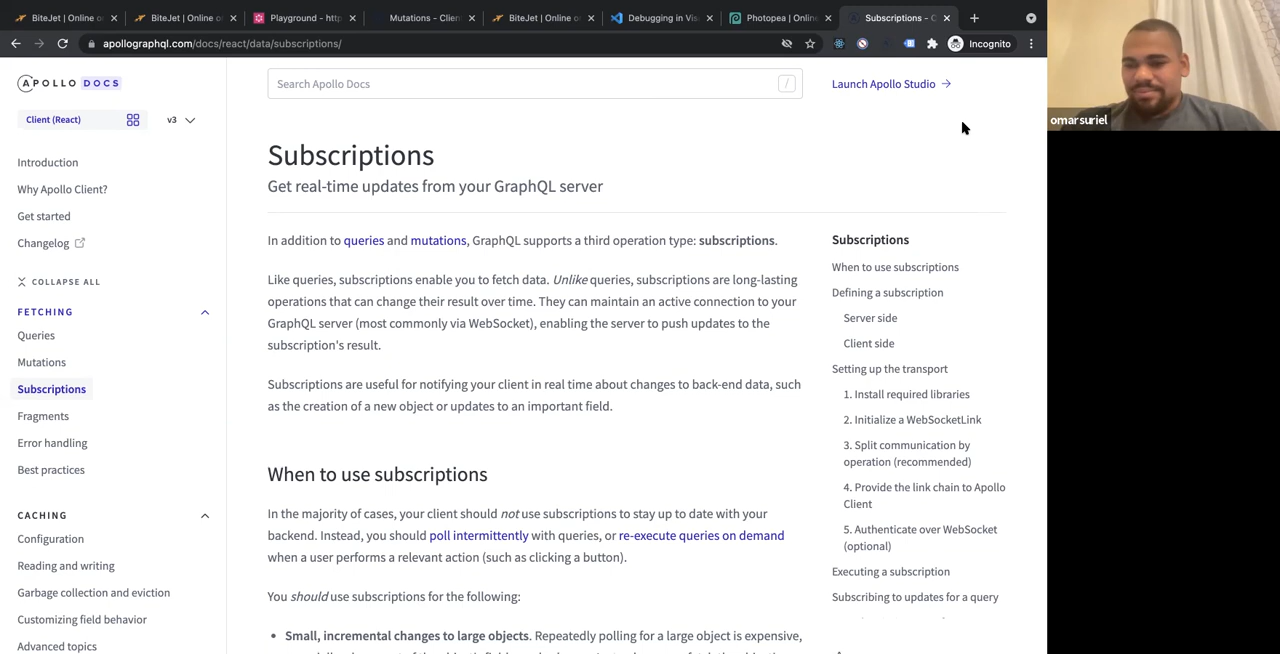 BiteJet | Online o
BiteJet | Online or
Playground - http
Mutations - Clien
BiteJet | Online or
Debugging in Visu
Photopea | Online
Subscriptions - C
apollographql.com/docs/react/data/subscriptions/
Incognito
omarsuriel
APOLLO DOCS
Search Apollo Docs
/
Launch Apollo Studio
Client (React)
v3
Introduction
Why Apollo Client?
Get started
Changelog
COLLAPSE ALL
FETCHING
Queries
Mutations
Subscriptions
Fragments
Error handling
Best practices
CACHING
Configuration
Reading and writing
Garbage collection and eviction
Customizing field behavior
Advanced topics
Subscriptions
Get real-time updates from your GraphQL server
In addition to queries and mutations, GraphQL supports a third operation type: subscriptions.
Like queries, subscriptions enable you to fetch data. Unlike queries, subscriptions are long-lasting
operations that can change their result over time. They can maintain an active connection to your
GraphQL server (most commonly via WebSocket), enabling the server to push updates to the
subscription's result.
Subscriptions are useful for notifying your client in real time about changes to back-end data, such
as the creation of a new object or updates to an important field.
When to use subscriptions
In the majority of cases, your client should not use subscriptions to stay up to date with your
backend. Instead, you should poll intermittently with queries, or re-execute queries on demand
when a user performs a relevant action (such as clicking a button).
You should use subscriptions for the following:
Small, incremental changes to large objects. Repeatedly polling for a large object is expensive,
Subscriptions
When to use subscriptions
Defining a subscription
Server side
Client side
Setting up the transport
1. Install required libraries
2. Initialize a WebSocketLink
3. Split communication by
operation (recommended)
4. Provide the link chain to Apollo
Client
5. Authenticate over WebSocket
(optional)
Executing a subscription
Subscribing to updates for a query